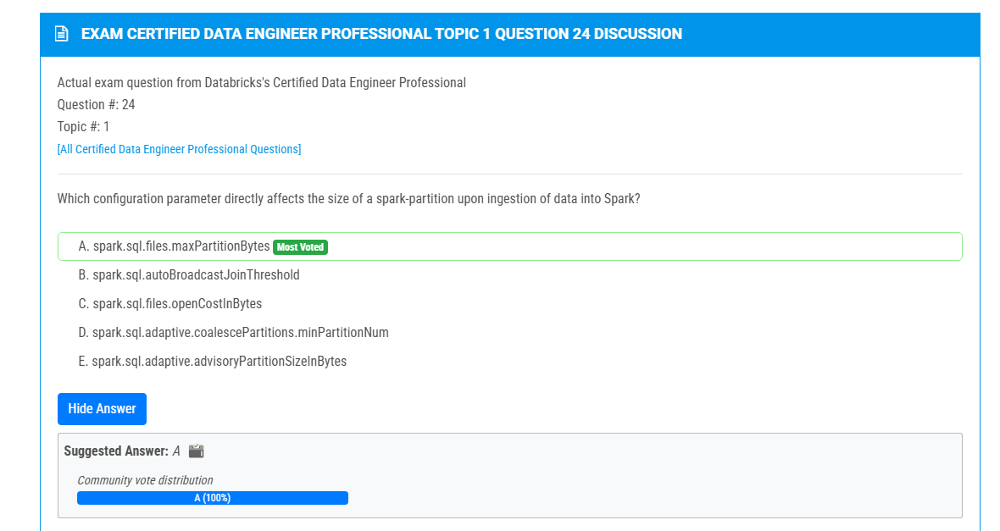 EXAM CERTIFIED DATA ENGINEER PROFESSIONAL TOPIC 1 QUESTION 24 DISCUSSION
Actual exam question from Databricks's Certified Data Engineer Professional
Question #: 24
Topic #: 1
[All Certified Data Engineer Professional Questions]
Which configuration parameter directly affects the size of a spark-partition upon ingestion of data into Spark?
A. spark.sql.files.maxPartitionBytes Most Voted
B. spark.sql.autoBroadcastJoinThreshold
C. spark.sql.files.openCostInBytes
D. spark.sql.adaptive.coalescePartitions.minPartitionNum
E. spark.sql.adaptive.advisoryPartitionSizeInBytes
Hide Answer
Suggested Answer: A
Community vote distribution
A (100%)